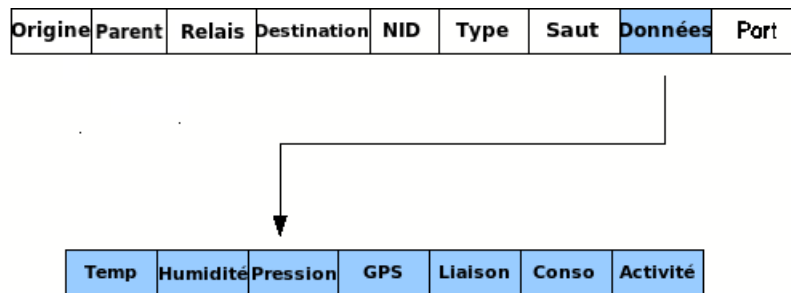 Origine Parent Relais Destination NID Type Saut Données Port
Temp Humidité Pression GPS Liaison Conso Activité